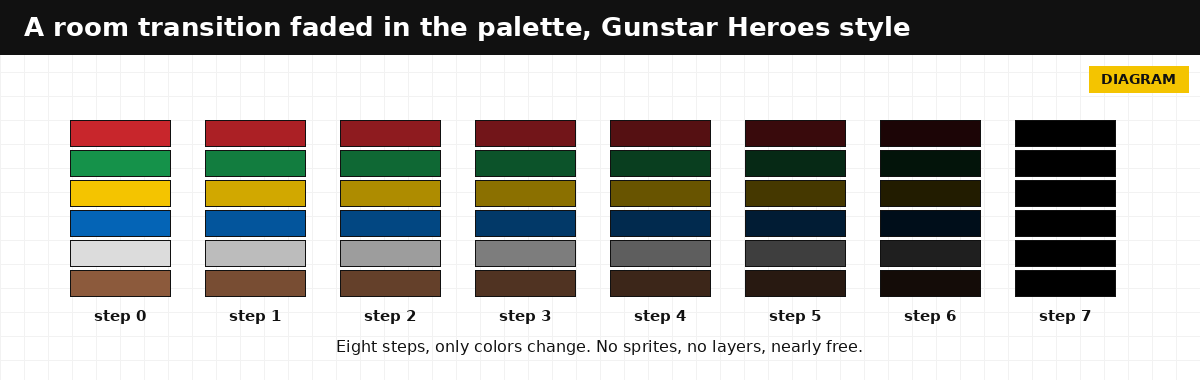 A room transition faded in the palette, Gunstar Heroes style
DIAGRAM
step 0 step 1 step 2 step 3 step 4 step 5 step 6 step 7
Eight steps, only colors change. No sprites, no layers, nearly free.